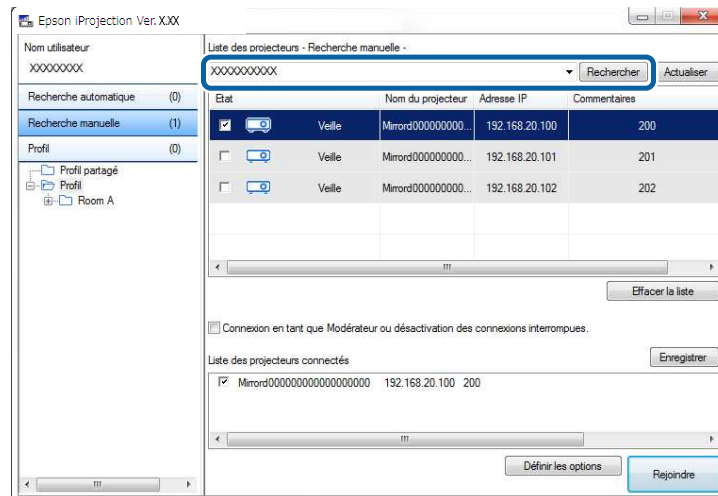 Epson iProjection Ver. X.XX
Nom utilisateur
XXXXXXXX
Recherche automatique (0)
Recherche manuelle (1)
Profil (0)
Profil partagé
Profil
Room A
Liste des projecteurs - Recherche manuelle -
XXXXXXXXXX Rechercher Actualiser
Etat Nom du projecteur Adresse IP Commentaires
Veille Mirrord000000000... 192.168.20.100 200
Veille Mirrord000000000... 192.168.20.101 201
Veille Mirrord000000000... 192.168.20.102 202
Effacer la liste
Connexion en tant que Modérateur ou désactivation des connexions interrompues.
Liste des projecteurs connectés Enregistrer
Mirrord000000000000000000 192.168.20.100 200
Définir les options Rejoindre